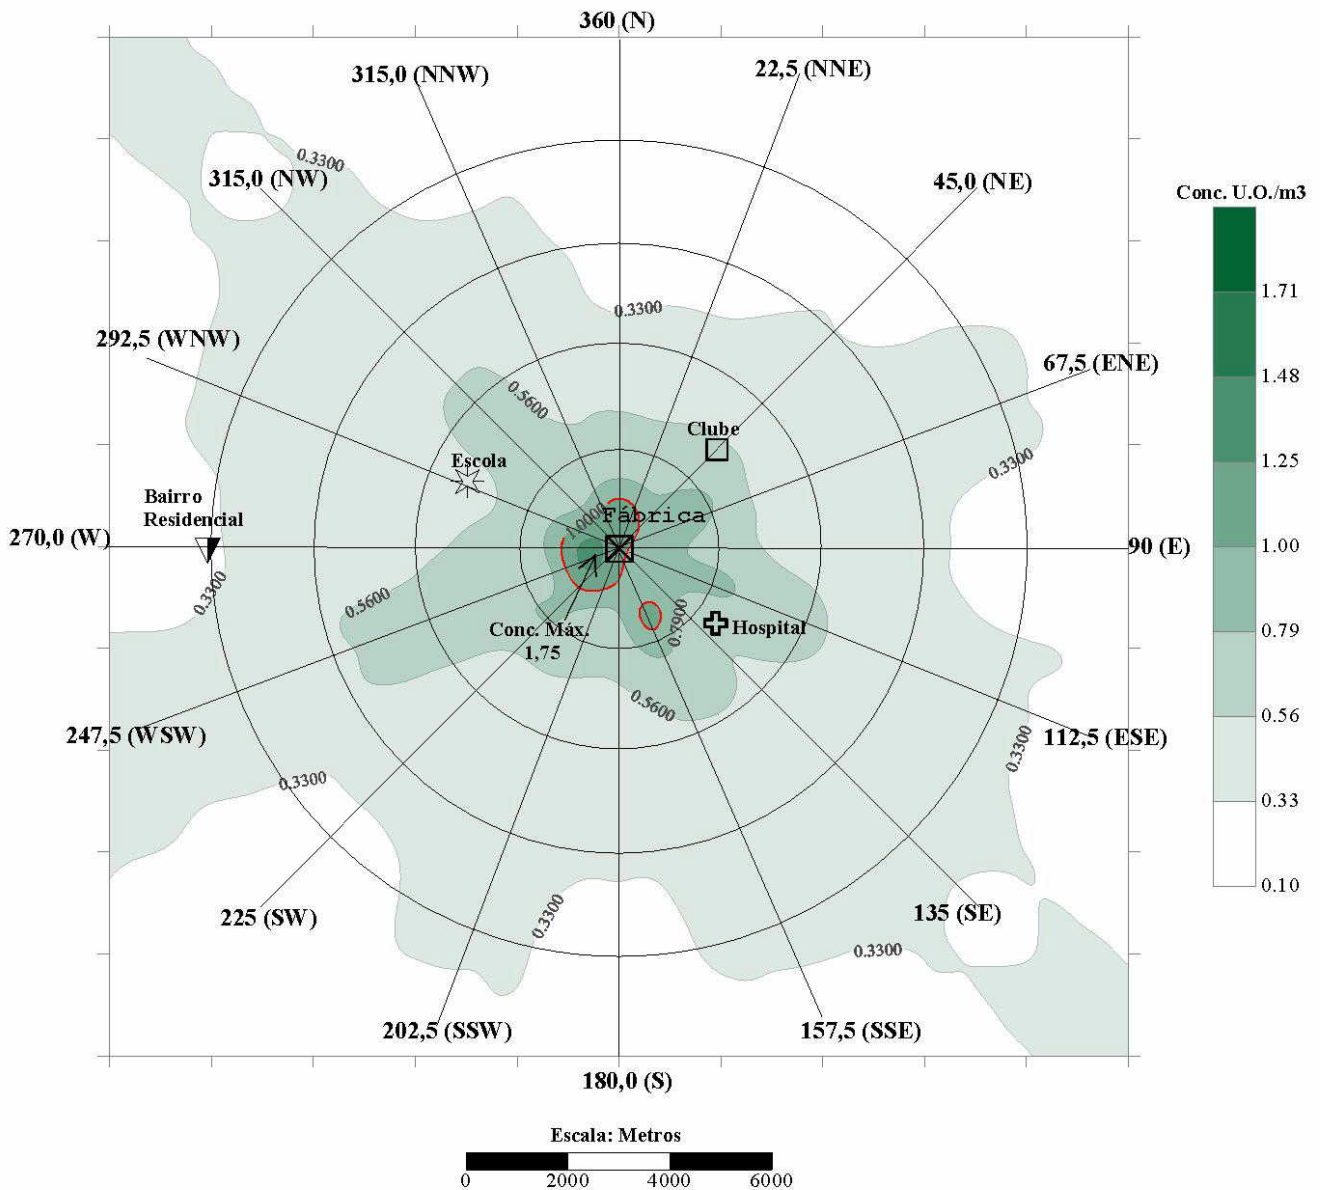 360 (N)
315,0 (NNW)
22,5 (NNE)
0.3300
315,0 (NW)
45,0 (NE)
Conc. U.O./m3
1.71
0.3300
292,5 (WNW)
67,5 (ENE)
1.48
0.5600
Clube
1.25
Escola
0.3300
Bairro
Residencial
1.0000
Fábrica
270,0 (W)
90 (E)
1.00
0.3300
0.5600
0.7900
Conc. Máx.
1,75
Hospital
0.79
0.5600
0.56
247,5 (WSW)
112,5 (ESE)
0.3300
0.3300
0.33
0.10
225 (SW)
0.3300
135 (SE)
0.3300
202,5 (SSW)
157,5 (SSE)
180,0 (S)
Escala: Metros
0 2000 4000 6000